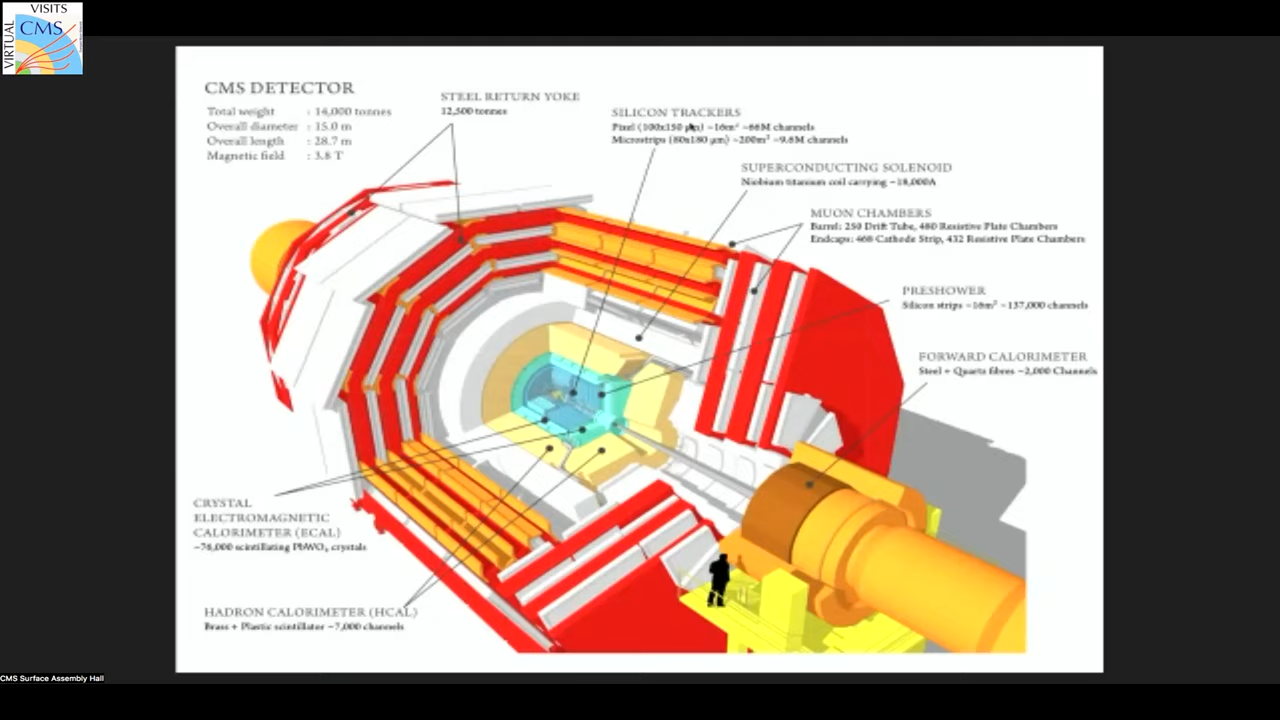 VISITS
VIRTUAL
CMS
CMS DETECTOR
Total weight : 14,000 tonnes
Overall diameter : 15.0 m
Overall length : 28.7 m
Magnetic field : 3.8 T
STEEL RETURN YOKE
12,500 tonnes
SILICON TRACKERS
Pixel (100x150 μm) ~16m² ~66M channels
Microstrips (80x180 μm) ~200m² ~9.6M channels
SUPERCONDUCTING SOLENOID
Niobium titanium coil carrying ~18,000A
MUON CHAMBERS
Barrel: 250 Drift Tube, 480 Resistive Plate Chambers
Endcaps: 468 Cathode Strip, 432 Resistive Plate Chambers
PRESHOWER
Silicon strips ~16m² ~137,000 channels
FORWARD CALORIMETER
Steel + Quartz fibres ~2,000 Channels
CRYSTAL
ELECTROMAGNETIC
CALORIMETER (ECAL)
~76,000 scintillating PbWO₄ crystals
HADRON CALORIMETER (HCAL)
Brass + Plastic scintillator ~7,000 channels
CMS Surface Assembly Hall